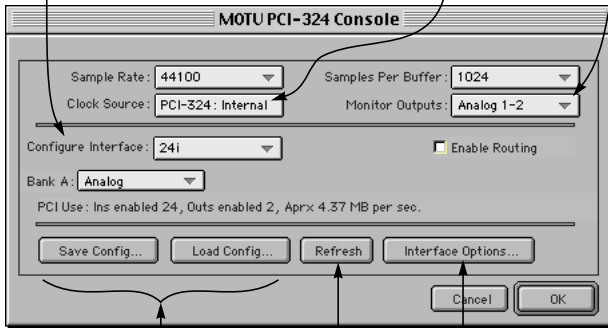 MOTU PCI-324 Console
Sample Rate: 44100 Samples Per Buffer: 1024
Clock Source: PCI-324: Internal Monitor Outputs: Analog 1-2
Configure Interface: 24i Enable Routing
Bank A: Analog
PCI Use: Ins enabled 24, Outs enabled 2, Aprx 4.37 MB per sec.
Save Config... Load Config... Refresh Interface Options...
Cancel OK